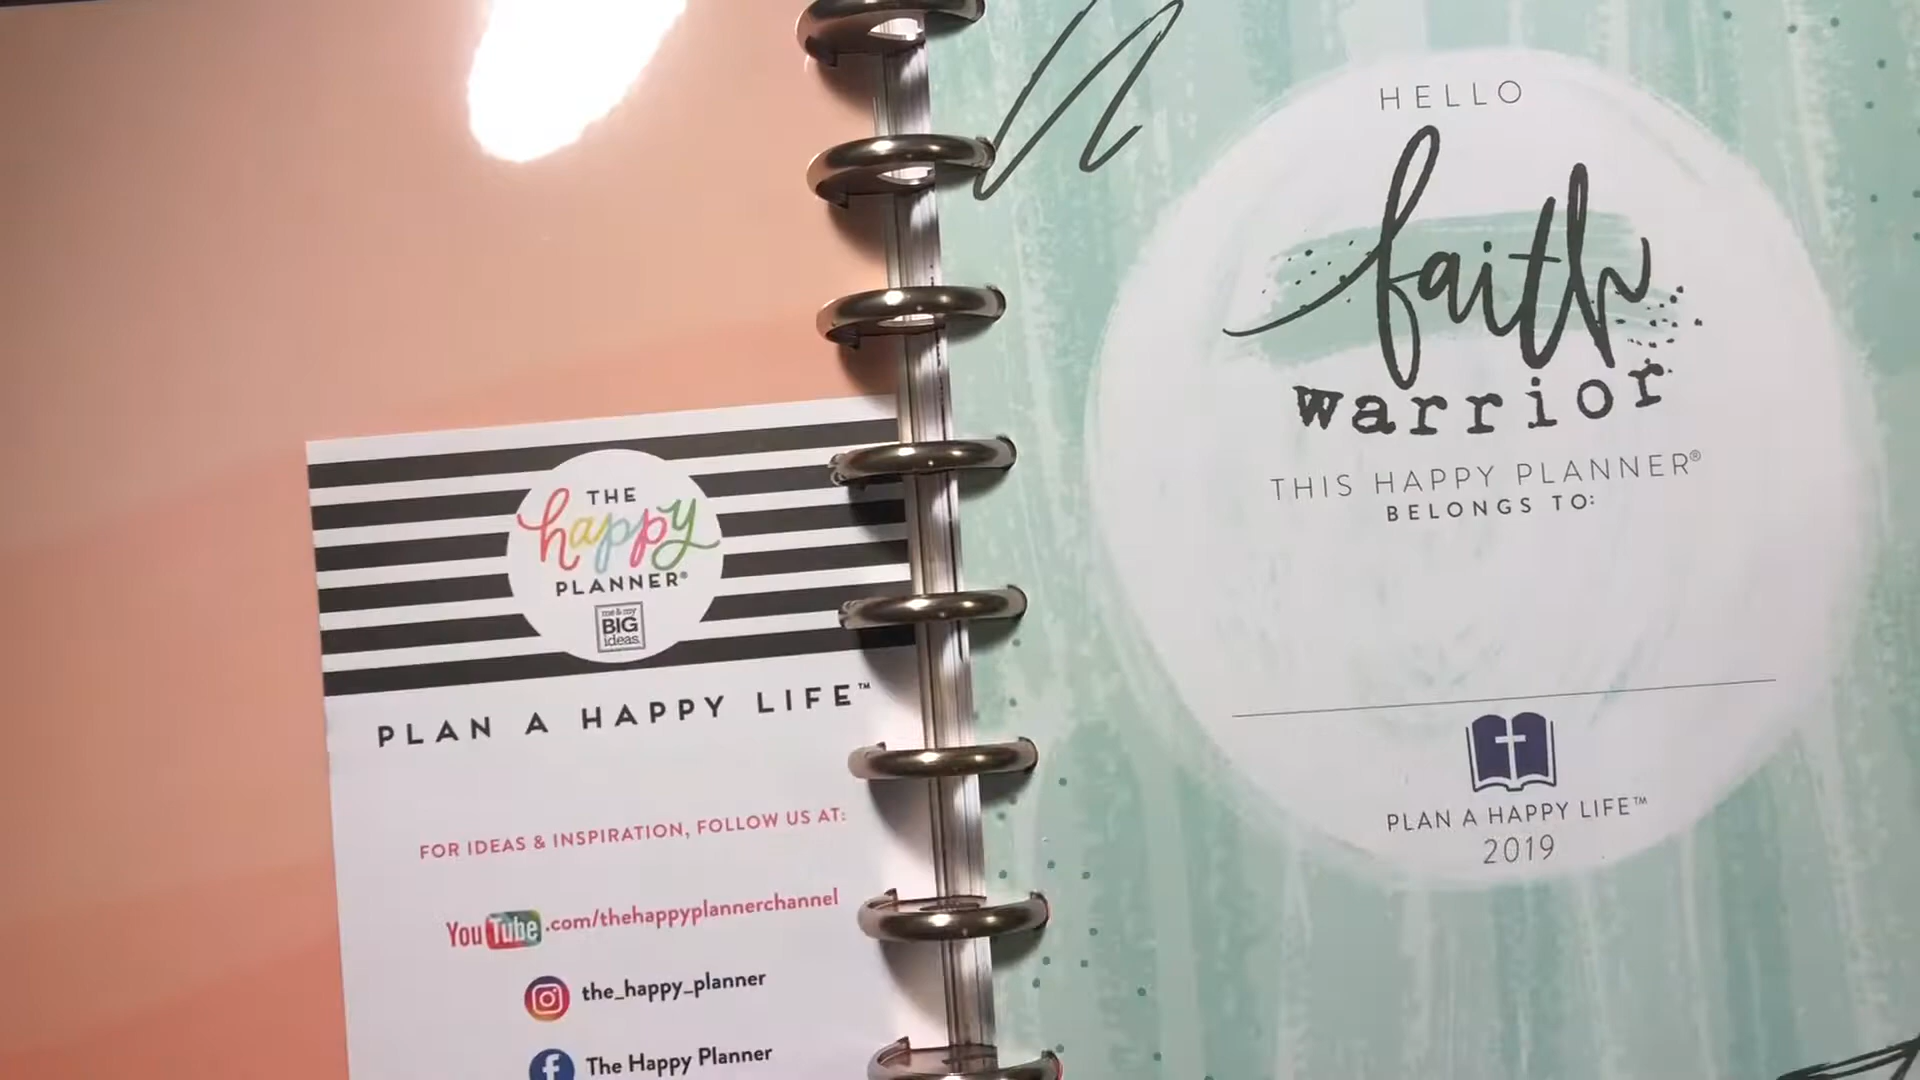 THE
happy
PLANNER®
me & my
BIG
ideas
PLAN A HAPPY LIFE™
FOR IDEAS & INSPIRATION, FOLLOW US AT:
YouTube.com/thehappyplannerchannel
the_happy_planner
The Happy Planner
HELLO
faith
warrior
THIS HAPPY PLANNER®
BELONGS TO:
PLAN A HAPPY LIFE™
2019